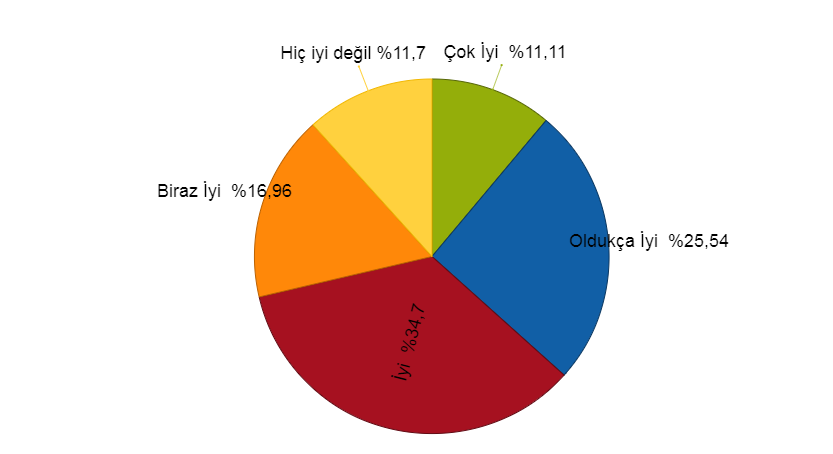 Hiç iyi değil %11,7
Çok İyi  %11,11
Biraz İyi  %16,96
Oldukça İyi  %25,54
İyi  %34,7